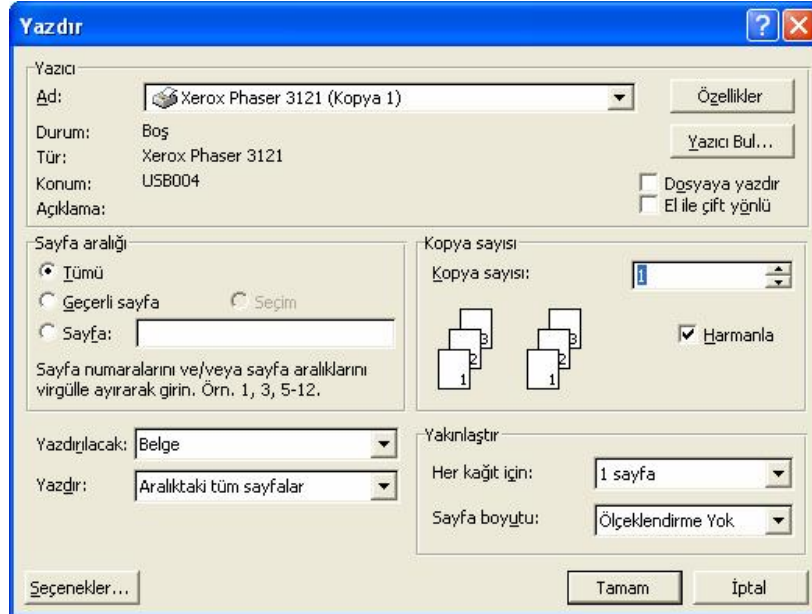 Yazdır
Yazıcı
Ad: Xerox Phaser 3121 (Kopya 1) Özellikler
Durum: Boş Yazıcı Bul...
Tür: Xerox Phaser 3121
Konum: USB004 Dosyaya yazdır
Açıklama: El ile çift yönlü
Sayfa aralığı
Tümü
Geçerli sayfa Seçim
Sayfa:
Sayfa numaralarını ve/veya sayfa aralıklarını
virgülle ayırarak girin. Örn. 1, 3, 5-12.
Kopya sayısı
Kopya sayısı: 1
3 3
2 2
1 1
Harmanla
Yazdırılacak: Belge
Yazdır: Aralıktaki tüm sayfalar
Yakınlaştır
Her kağıt için: 1 sayfa
Sayfa boyutu: Ölçeklendirme Yok
Seçenekler... Tamam İptal